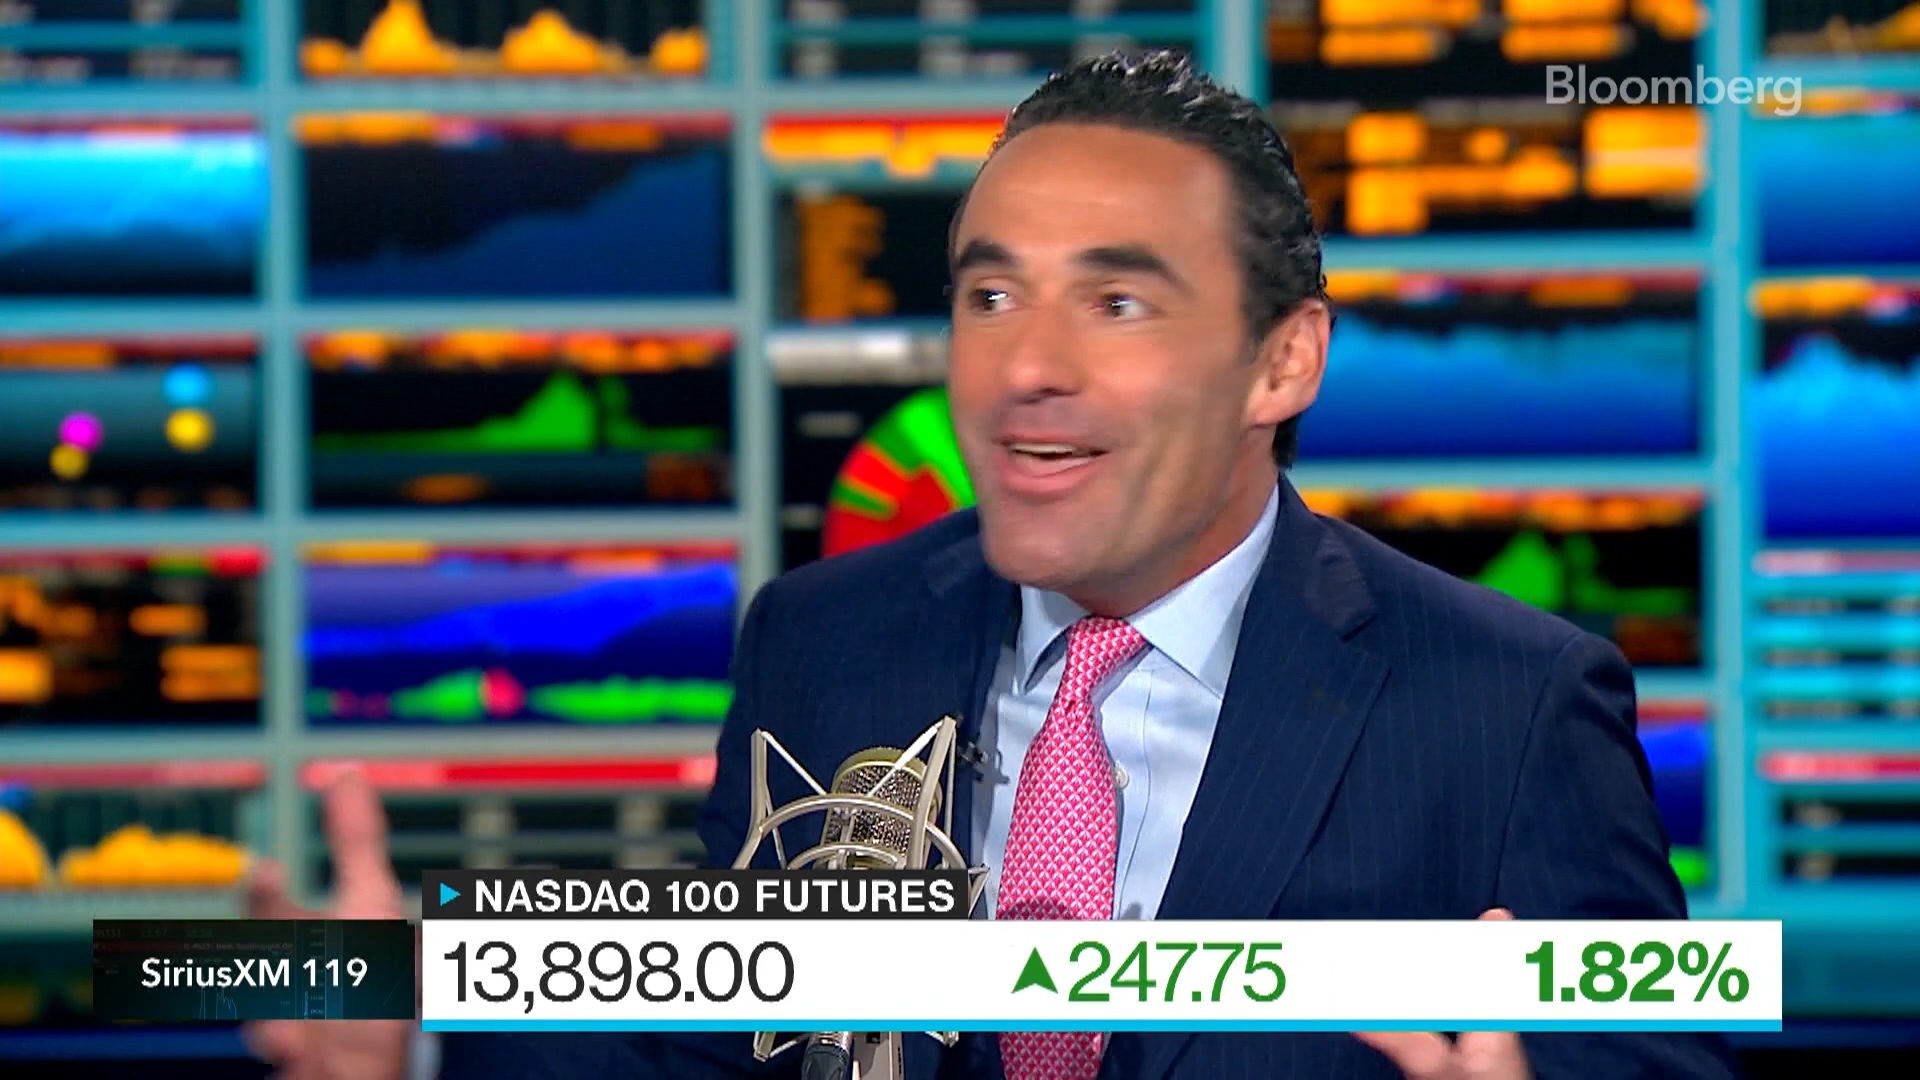 Bloomberg
NASDAQ 100 FUTURES
SiriusXM 119
13,898.00 ▲247.75 1.82%